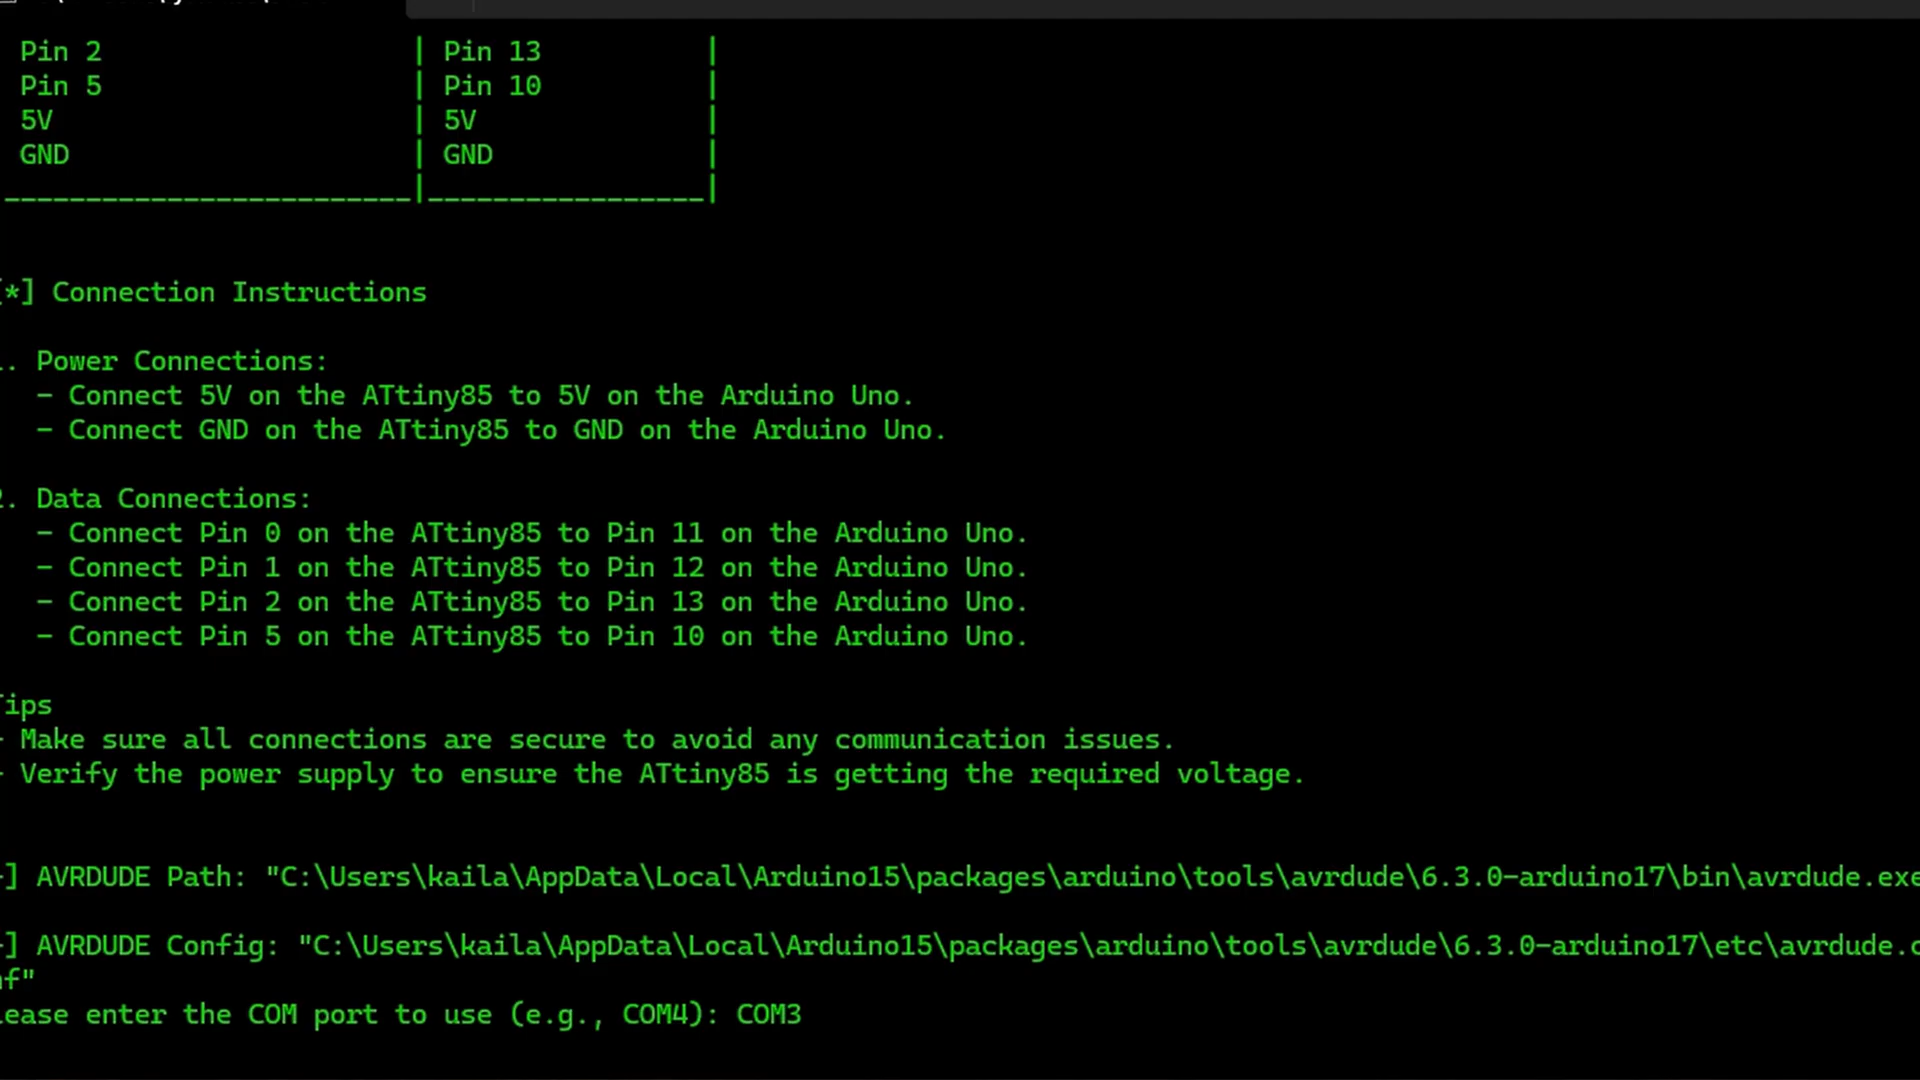 Pin 2 | Pin 13 |
Pin 5 | Pin 10 |
5V | 5V |
GND | GND |
[*] Connection Instructions
. Power Connections:
- Connect 5V on the ATtiny85 to 5V on the Arduino Uno.
- Connect GND on the ATtiny85 to GND on the Arduino Uno.
2. Data Connections:
- Connect Pin 0 on the ATtiny85 to Pin 11 on the Arduino Uno.
- Connect Pin 1 on the ATtiny85 to Pin 12 on the Arduino Uno.
- Connect Pin 2 on the ATtiny85 to Pin 13 on the Arduino Uno.
- Connect Pin 5 on the ATtiny85 to Pin 10 on the Arduino Uno.
Tips
- Make sure all connections are secure to avoid any communication issues.
- Verify the power supply to ensure the ATtiny85 is getting the required voltage.
] AVRDUDE Path: "C:\Users\kaila\AppData\Local\Arduino15\packages\arduino\tools\avrdude\6.3.0-arduino17\bin\avrdude.exe
] AVRDUDE Config: "C:\Users\kaila\AppData\Local\Arduino15\packages\arduino\tools\avrdude\6.3.0-arduino17\etc\avrdude.c
nf"
lease enter the COM port to use (e.g., COM4): COM3